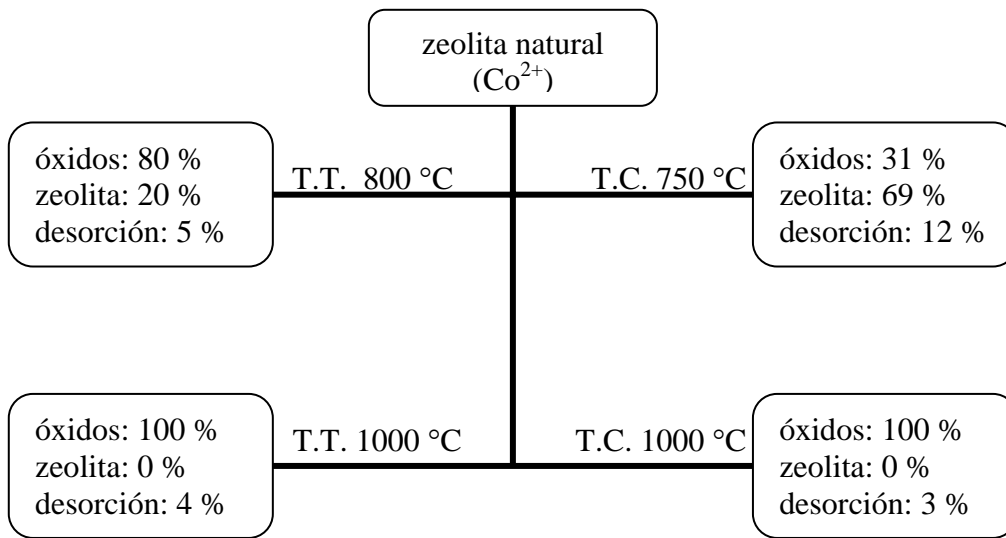 zeolita natural
(Co²⁺)
óxidos: 80 %
zeolita: 20 %
desorción: 5 %
T.T. 800 °C
T.C. 750 °C
óxidos: 31 %
zeolita: 69 %
desorción: 12 %
óxidos: 100 %
zeolita: 0 %
desorción: 4 %
T.T. 1000 °C
T.C. 1000 °C
óxidos: 100 %
zeolita: 0 %
desorción: 3 %